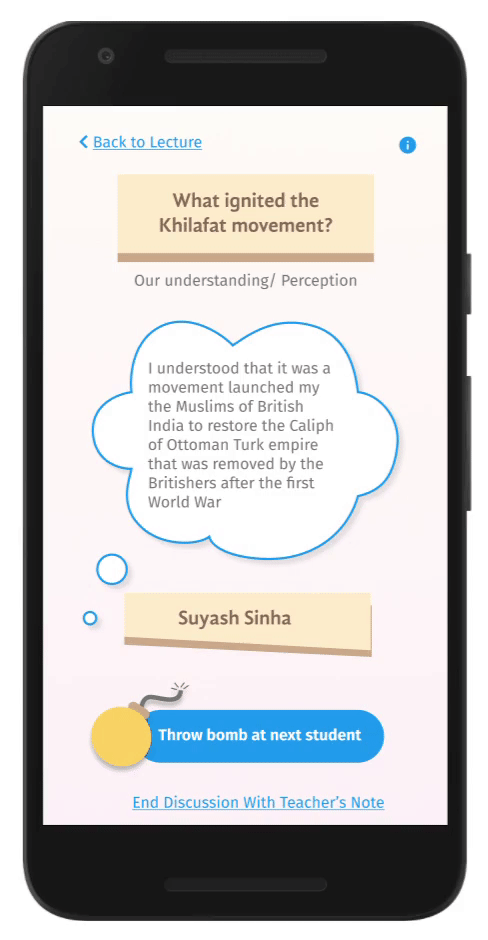 Back to Lecture
i
What ignited the
Khilafat movement?
Our understanding/ Perception
I understood that it was a
movement launched my
the Muslims of British
India to restore the Caliph
of Ottoman Turk empire
that was removed by the
Britishers after the first
World War
Suyash Sinha
Throw bomb at next student
End Discussion With Teacher's Note